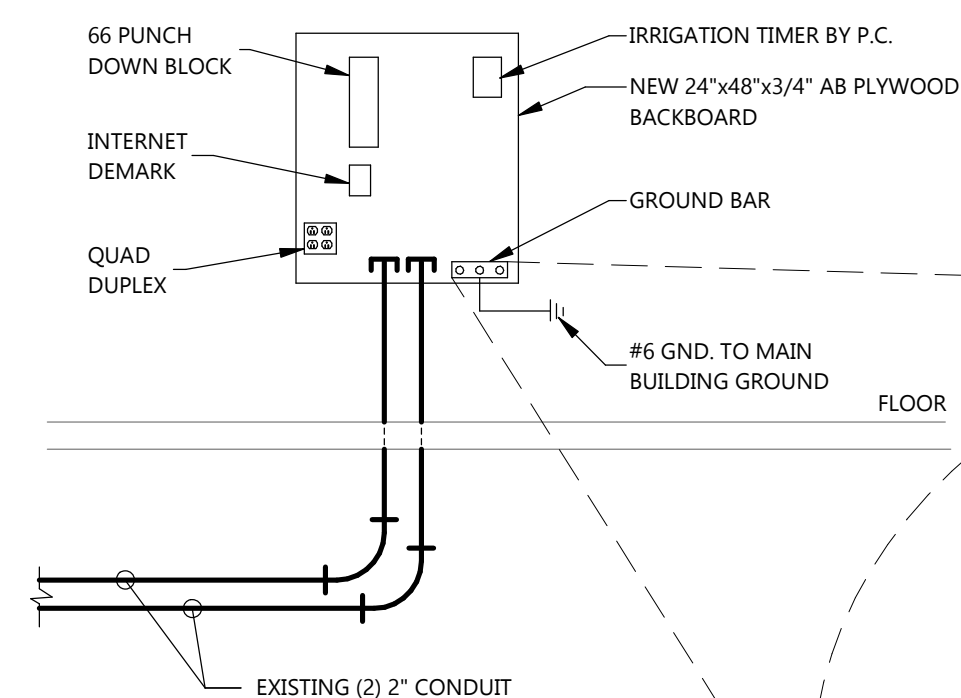 66 PUNCH
DOWN BLOCK
INTERNET
DEMARK
QUAD
DUPLEX
IRRIGATION TIMER BY P.C.
NEW 24"x48"x3/4" AB PLYWOOD
BACKBOARD
GROUND BAR
#6 GND. TO MAIN
BUILDING GROUND
FLOOR
EXISTING (2) 2" CONDUIT